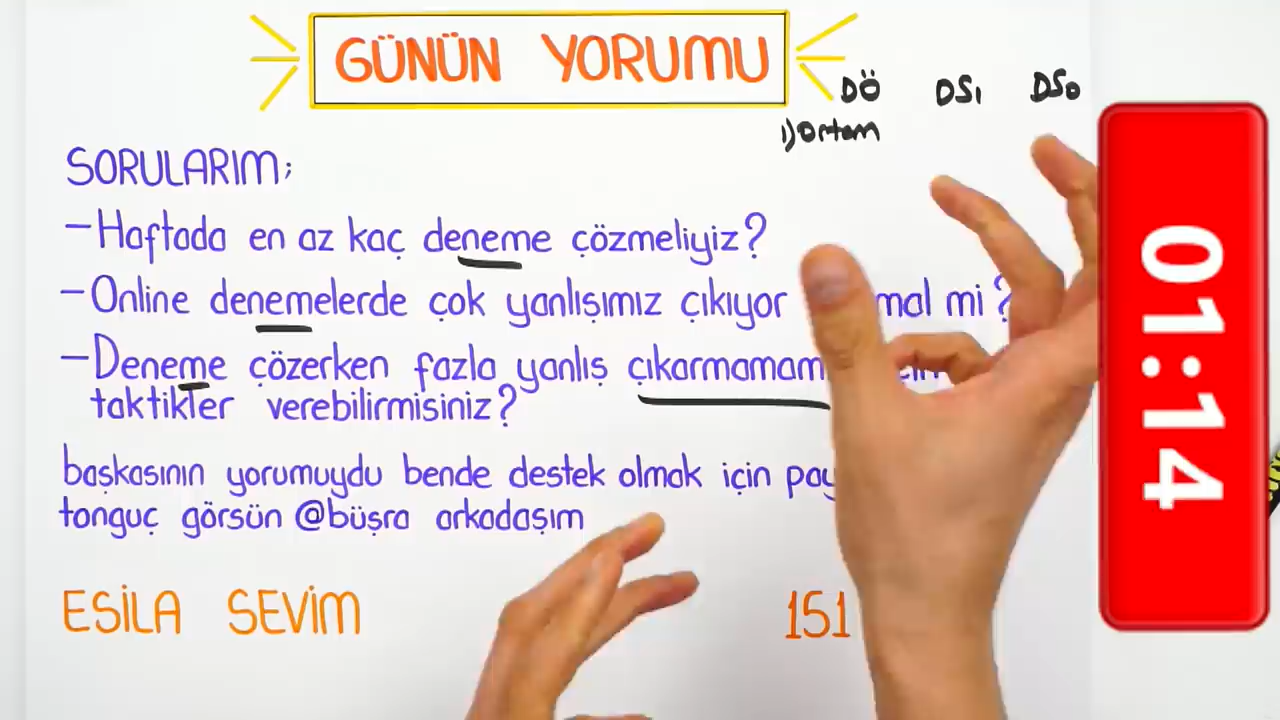 GÜNÜN YORUMU
DÖ DS1 DS0
1) Ortam
SORULARIM;
- Haftada en az kaç deneme çözmeliyiz?
- Online denemelerde çok yanlışımız çıkıyor mal mi?
- Deneme çözerken fazla yanlış çıkarmamam
taktikler verebilirmisiniz?
başkasının yorumuydu bende destek olmak için pay
tonguç görsün @büşra arkadaşım
ESİLA SEVİM 151
01:14